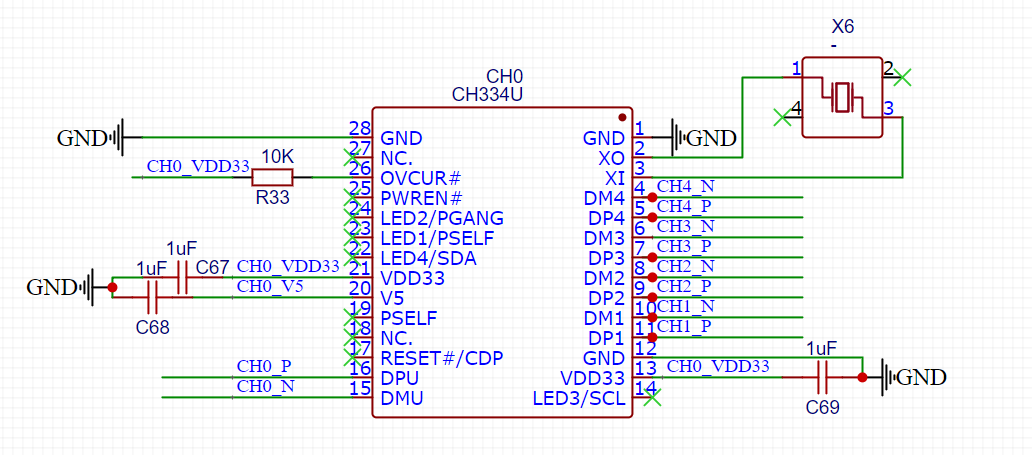 X6
-
1
2
4
3
CH0
CH334U
GND
28
GND
27
NC.
CH0_VDD33
10K
R33
26
OVCUR#
25
PWREN#
24
LED2/PGANG
23
LED1/PSELF
22
LED4/SDA
1uF
C67
CH0_VDD33
21
VDD33
GND
1uF
C68
CH0_V5
20
V5
19
PSELF
18
NC.
17
RESET#/CDP
CH0_P
16
DPU
CH0_N
15
DMU
GND
1
GND
XO
2
XI
3
DM4
4
CH4_N
DP4
5
CH4_P
DM3
6
CH3_N
DP3
7
CH3_P
DM2
8
CH2_N
DP2
9
CH2_P
DM1
10
CH1_N
DP1
11
CH1_P
GND
12
VDD33
13
CH0_VDD33
1uF
C69
GND
LED3/SCL
14